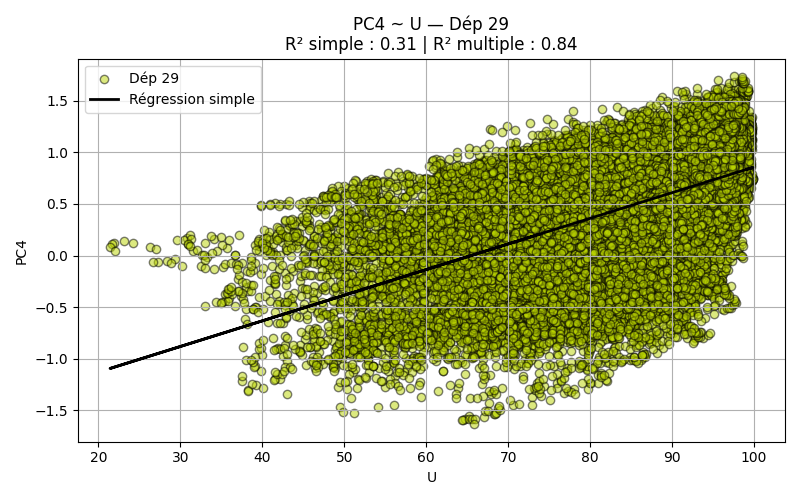 PC4 ~ U — Dép 29
R² simple : 0.31 | R² multiple : 0.84
Dép 29
Régression simple
1.5
1.0
0.5
0.0
−0.5
−1.0
−1.5
PC4
20 30 40 50 60 70 80 90 100
U